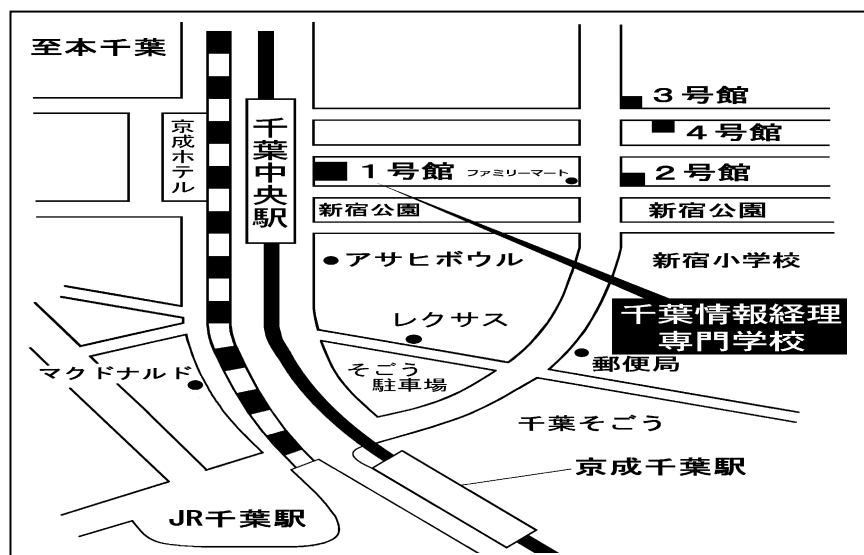 至本千葉
京成ホテル
千葉中央駅
3号館
4号館
1号館
ファミリーマート
2号館
新宿公園
新宿公園
アサヒボウル
新宿小学校
千葉情報経理
専門学校
レクサス
郵便局
マクドナルド
そごう
駐車場
千葉そごう
京成千葉駅
JR千葉駅